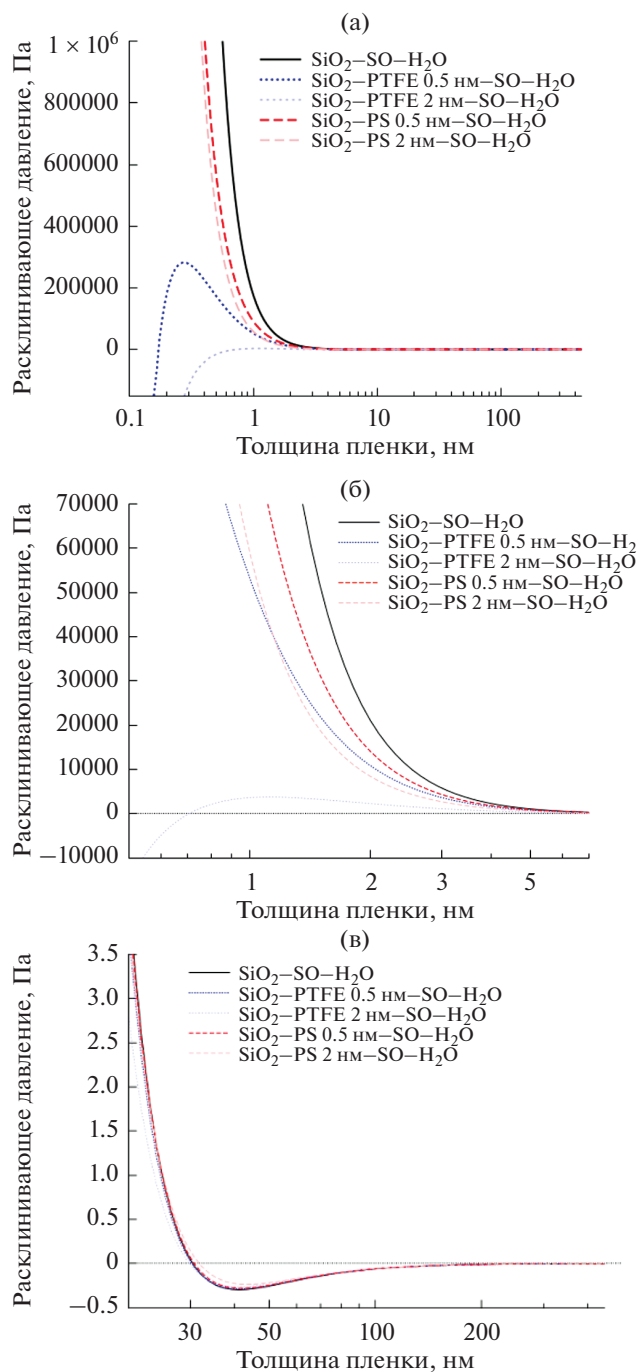 (а)
1 × 10⁶
800000
600000
400000
200000
0
Расклинивающее давление, Па
SiO₂–SO–H₂O
SiO₂–PTFE 0.5 нм–SO–H₂O
SiO₂–PTFE 2 нм–SO–H₂O
SiO₂–PS 0.5 нм–SO–H₂O
SiO₂–PS 2 нм–SO–H₂O
0.1 1 10 100
Толщина пленки, нм
(б)
70000
60000
50000
40000
30000
20000
10000
0
−10000
Расклинивающее давление, Па
SiO₂–SO–H₂O
SiO₂–PTFE 0.5 нм–SO–H₂
SiO₂–PTFE 2 нм–SO–H₂O
SiO₂–PS 0.5 нм–SO–H₂O
SiO₂–PS 2 нм–SO–H₂O
1 2 3 5
Толщина пленки, нм
(в)
3.5
3.0
2.5
2.0
1.5
1.0
0.5
0
−0.5
Расклинивающее давление, Па
SiO₂–SO–H₂O
SiO₂–PTFE 0.5 нм–SO–H₂O
SiO₂–PTFE 2 нм–SO–H₂O
SiO₂–PS 0.5 нм–SO–H₂O
SiO₂–PS 2 нм–SO–H₂O
30 50 100 200
Толщина пленки, нм